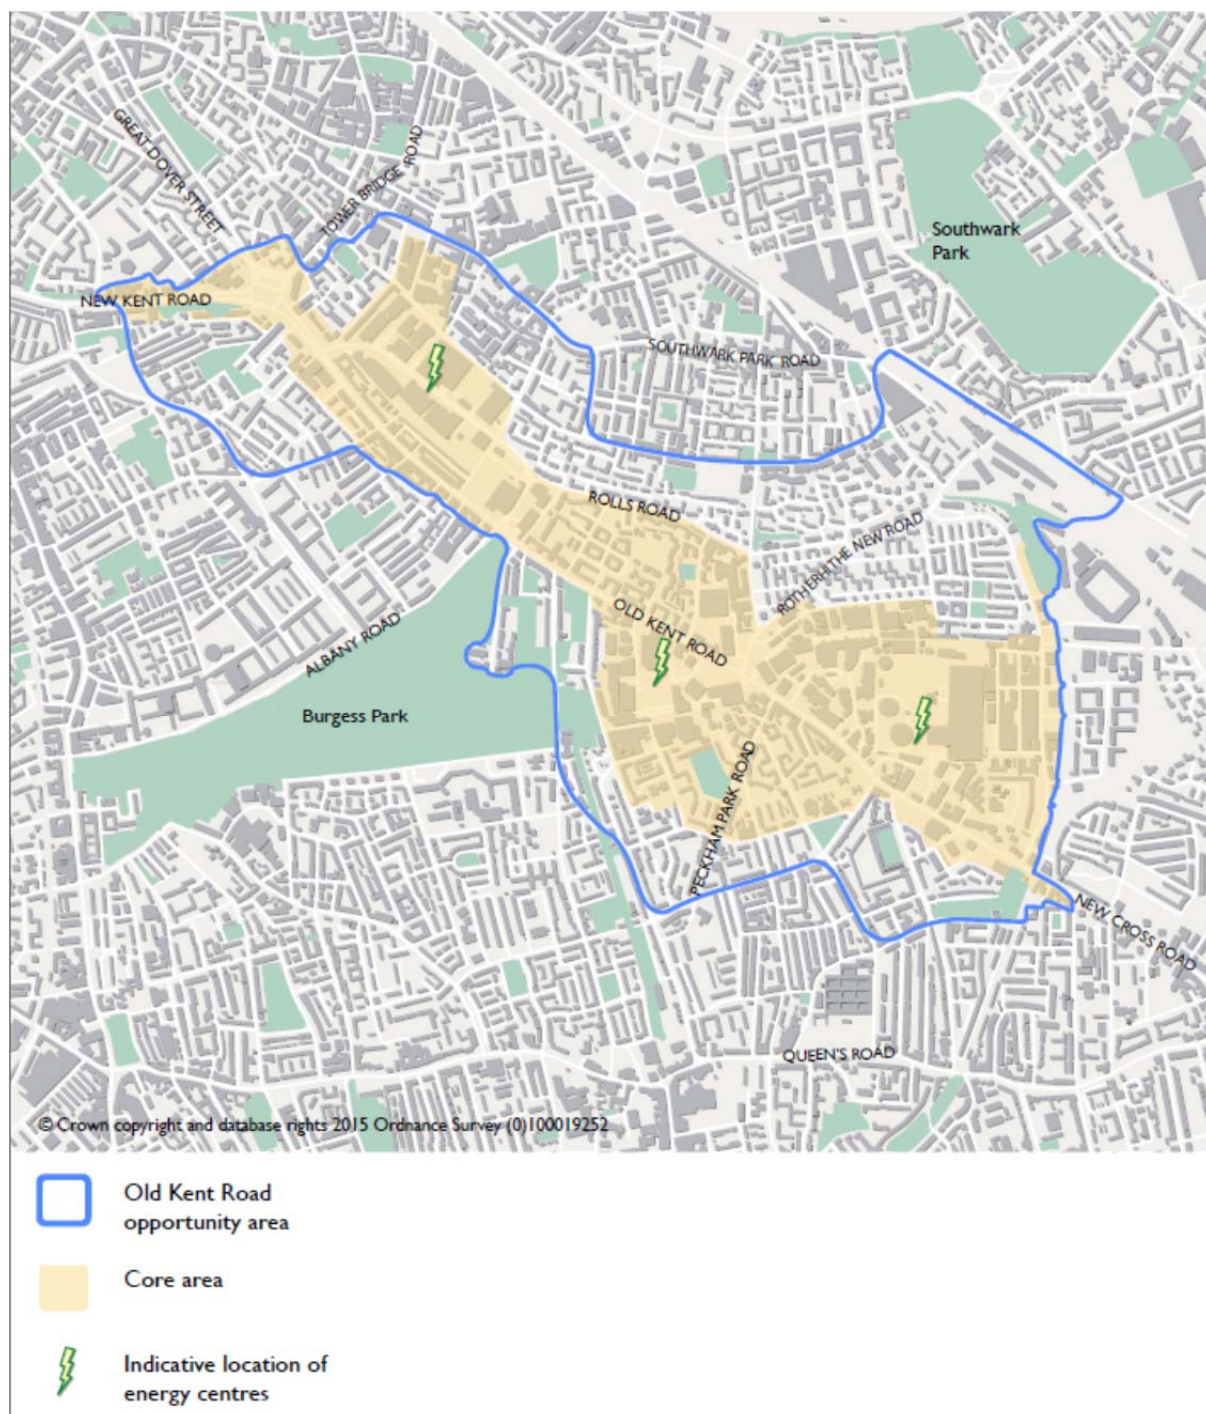 GREAT DOVER STREET
TOWER BRIDGE ROAD
Southwark
Park
NEW KENT ROAD
SOUTHWARK PARK ROAD
ROLLS ROAD
ROTHERHITHE NEW ROAD
OLD KENT ROAD
ALBANY ROAD
Burgess Park
PECKHAM PARK ROAD
NEW CROSS ROAD
QUEEN'S ROAD
© Crown copyright and database rights 2015 Ordnance Survey (0)100019252
Old Kent Road
opportunity area
Core area
Indicative location of
energy centres